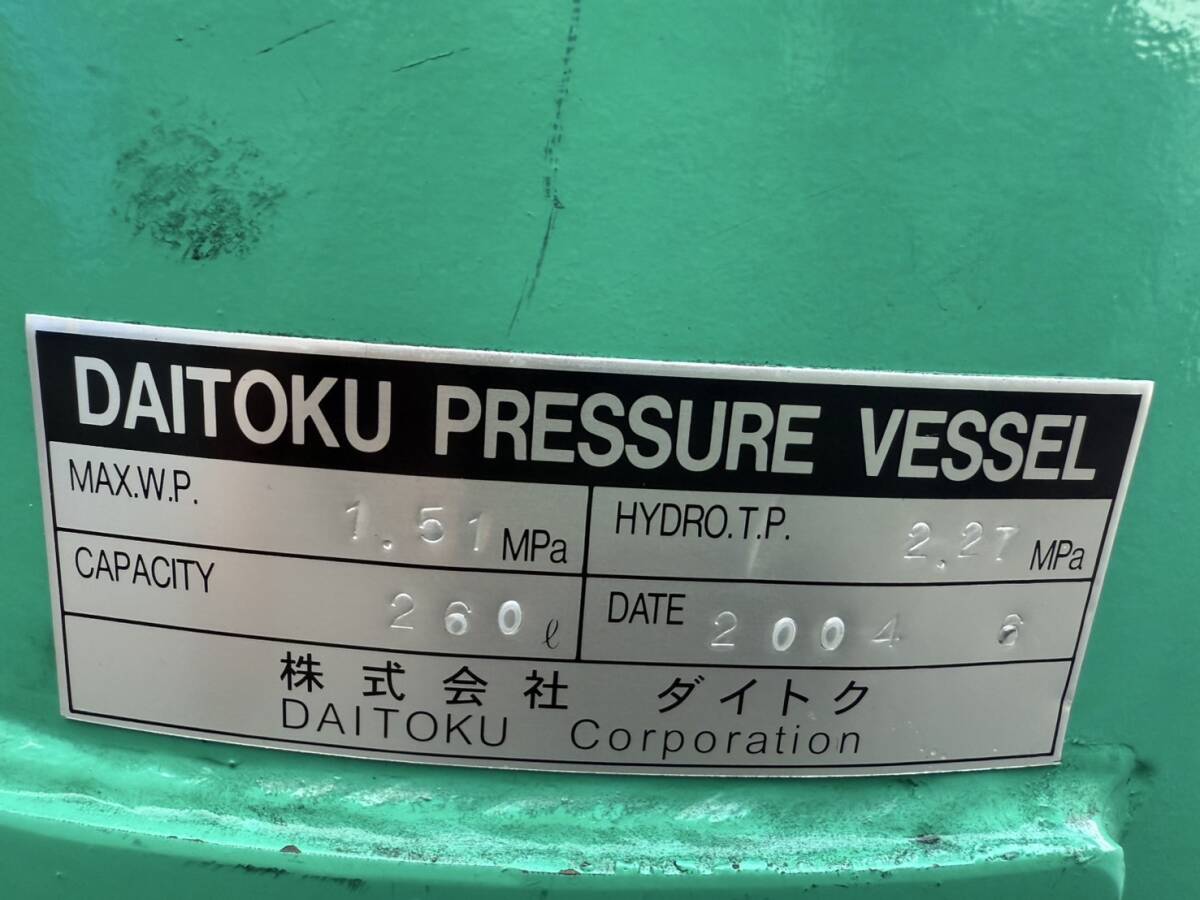 DAITOKU PRESSURE VESSEL
MAX.W.P. 1.51 MPa HYDRO.T.P. 2.27 MPa
CAPACITY 260 ℓ DATE 2004 6
株式会社 ダイトク
DAITOKU Corporation